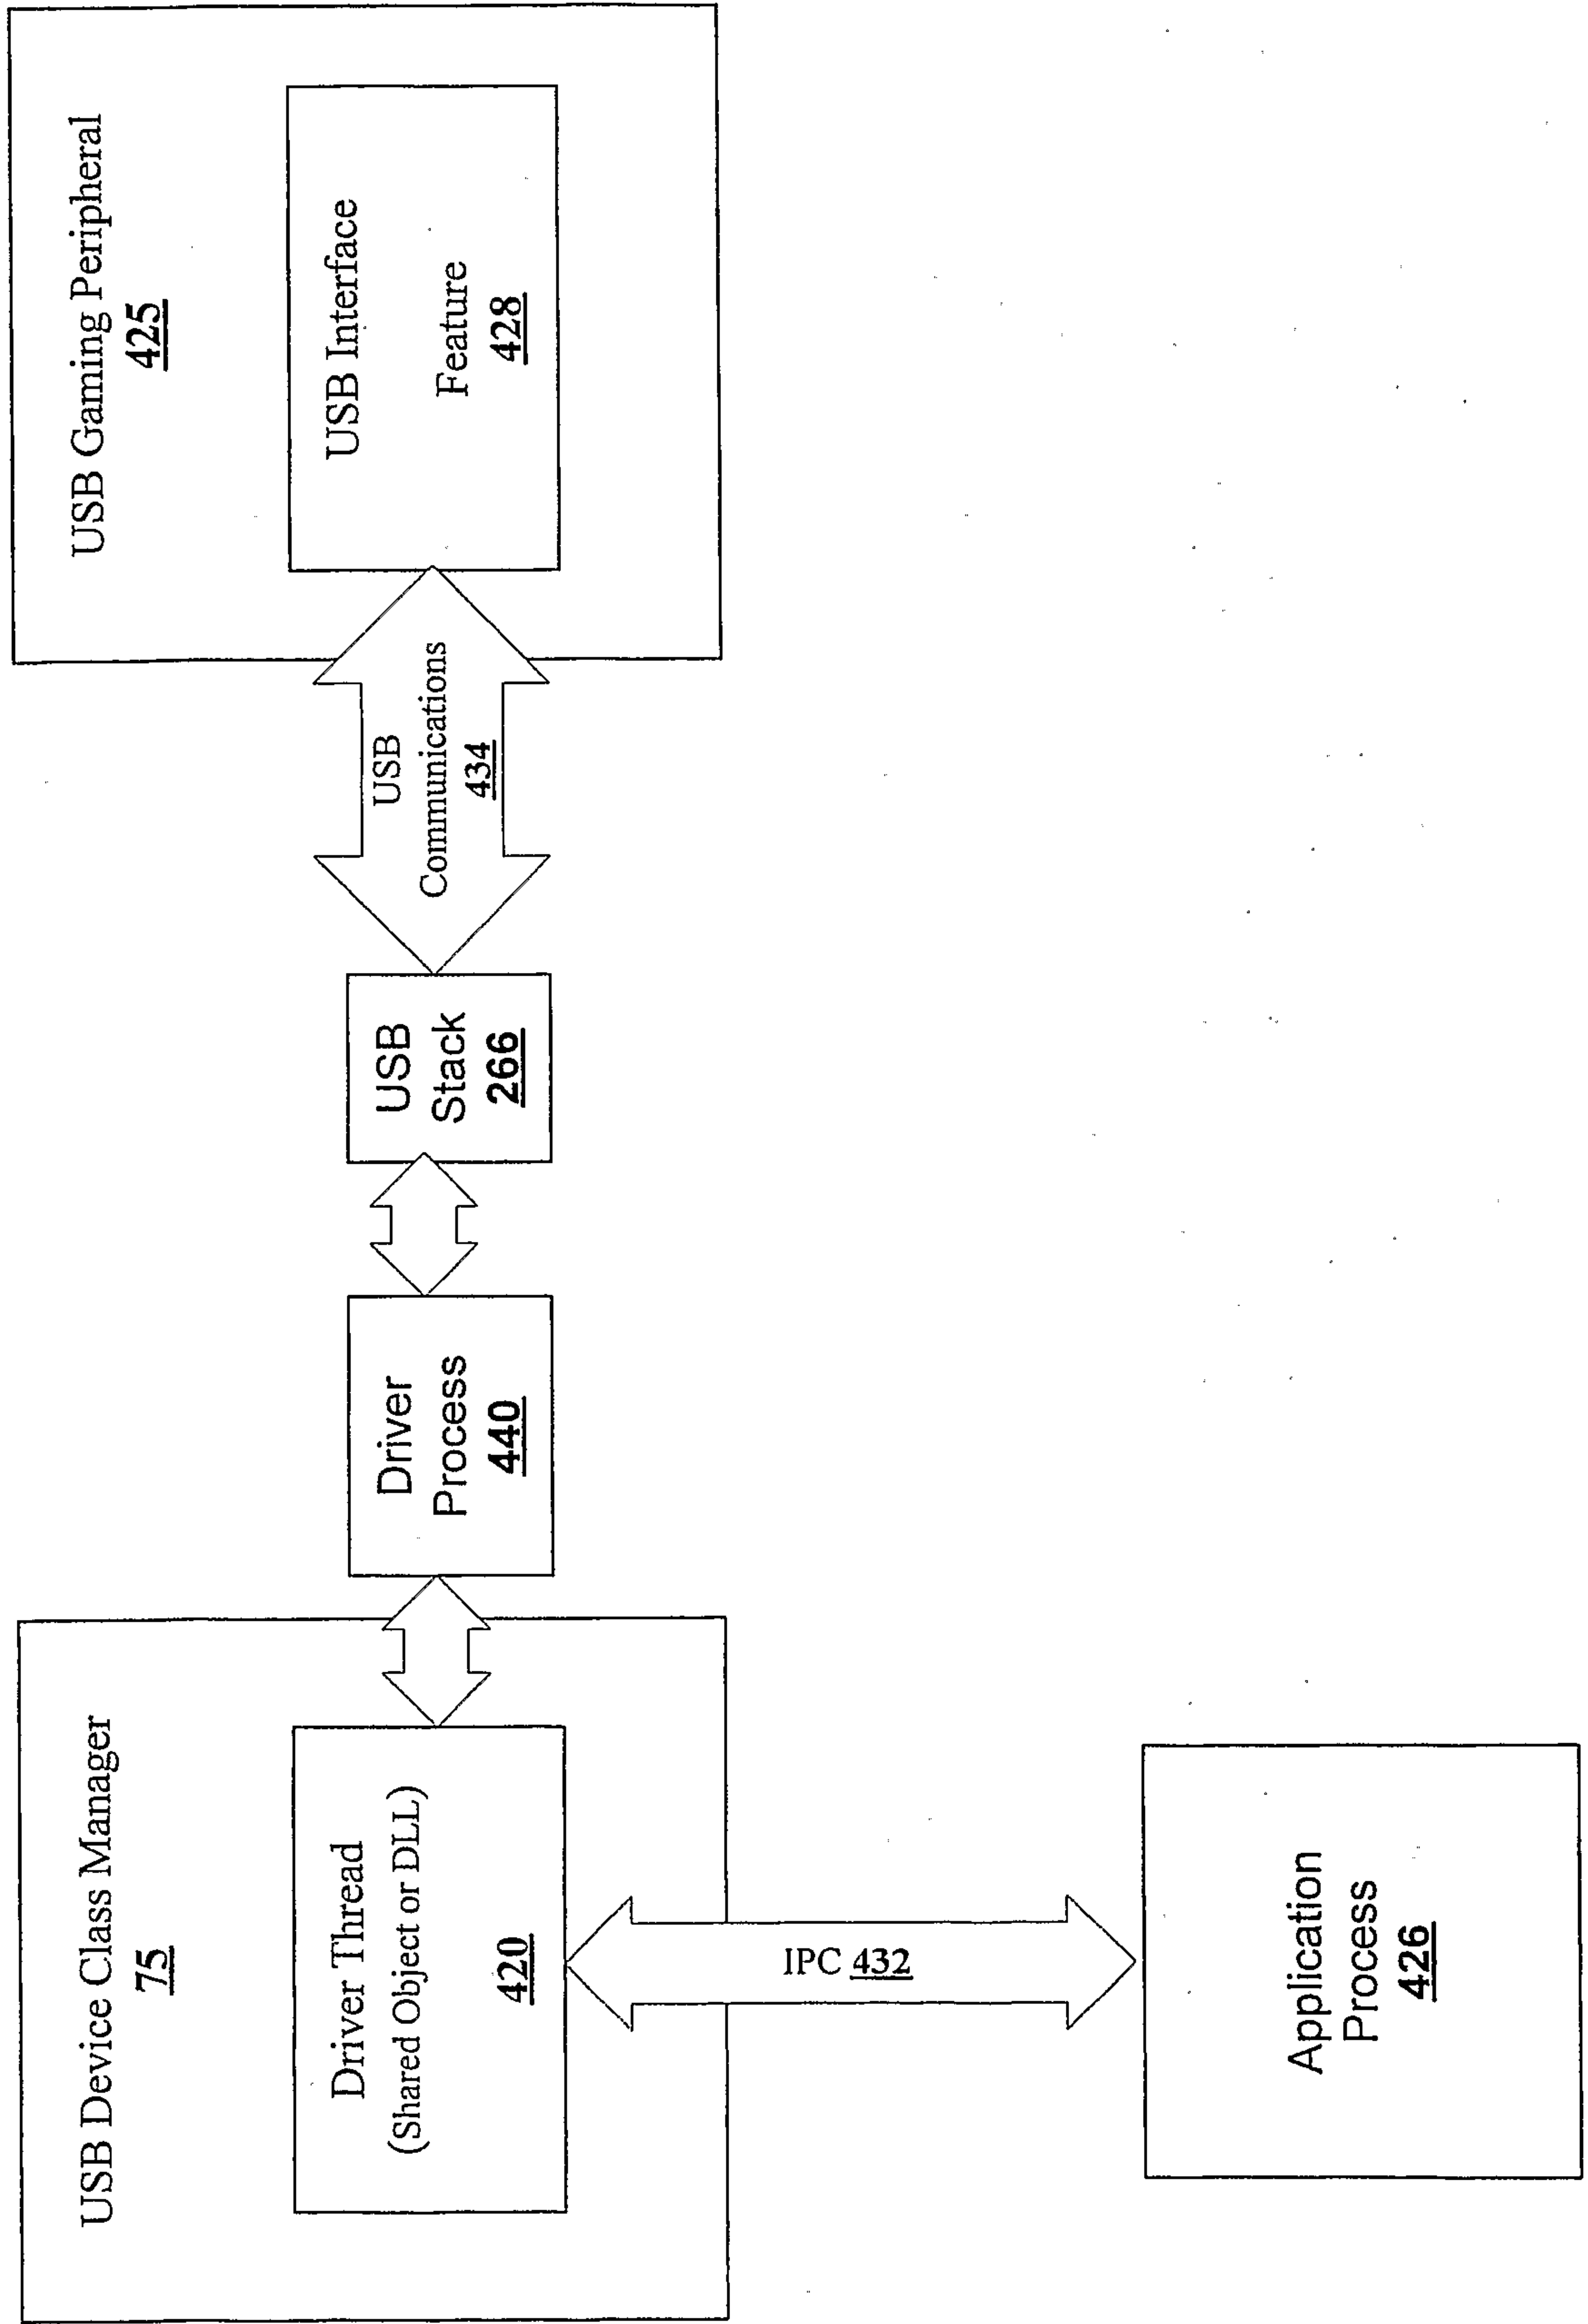 USB Device Class Manager
75
Driver Thread
(Shared Object or DLL)
420
Driver
Process
440
USB
Stack
266
USB
Communications
434
USB Gaming Peripheral
425
USB Interface
Feature
428
IPC 432
Application
Process
426